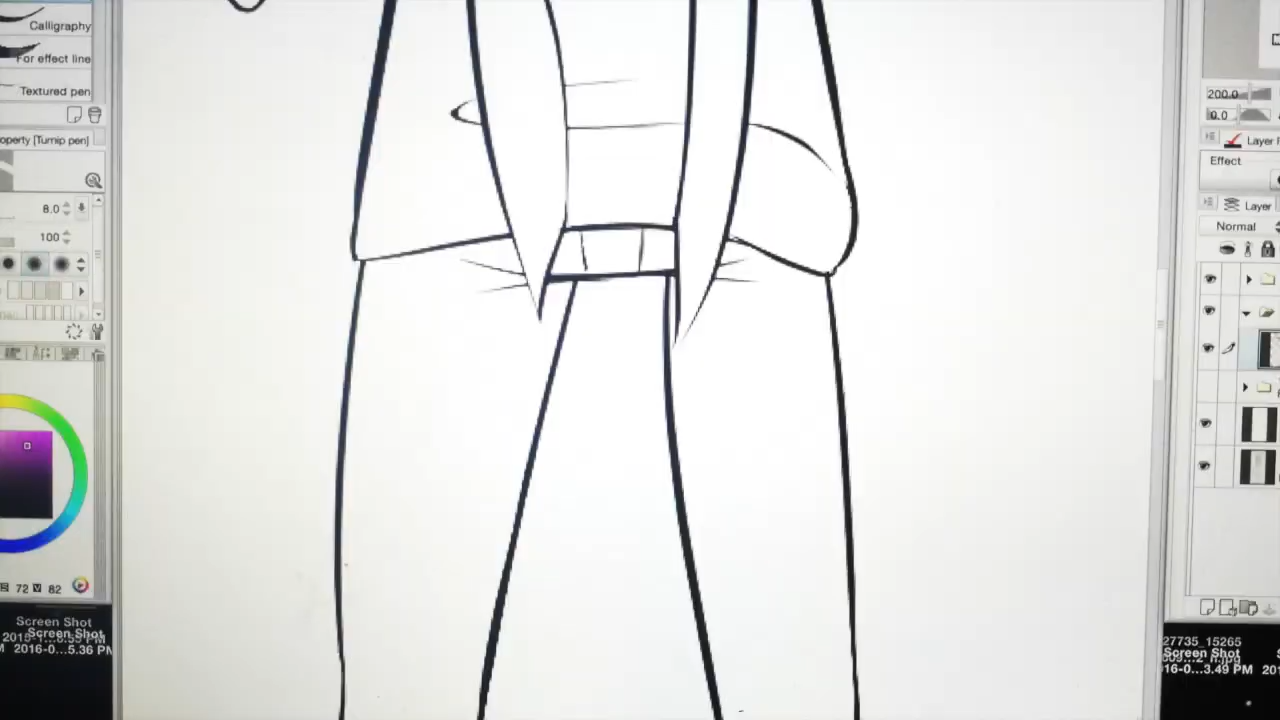 Calligraphy
For effect line
Textured pen
operty [Turnip pen]
8.0
100
S 72 V 82
Screen Shot
Screen Shot
2016-0...5.36 PM
200.0
0.0
Layer
Effect
Layer
Normal
27735_15265
Screen Shot
16-0...3.49 PM